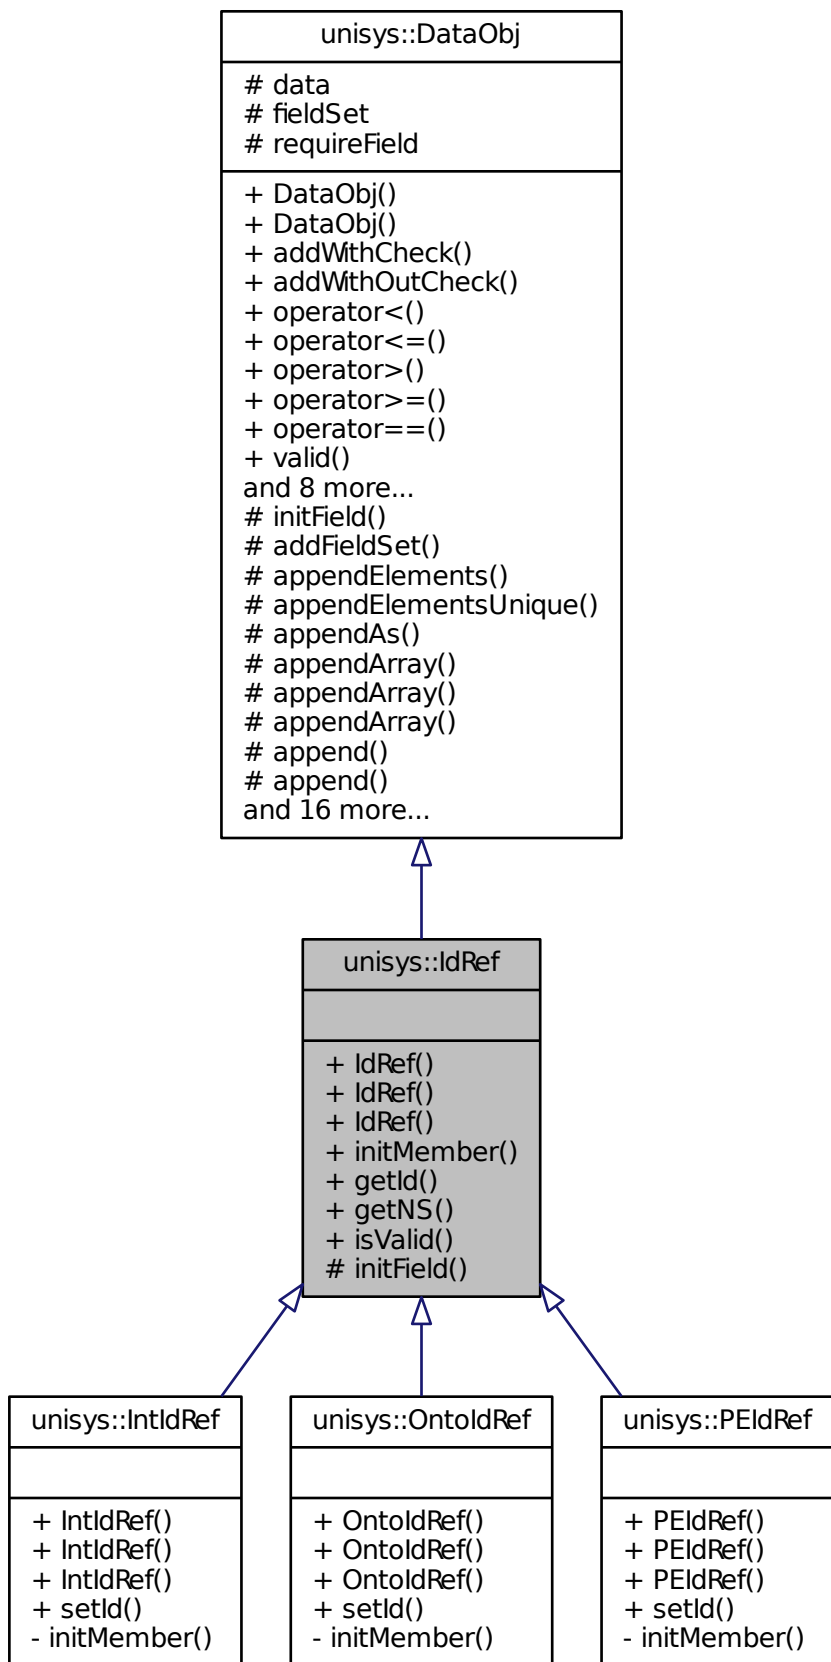 unisys::DataObj
# data
# fieldSet
# requireField
+ DataObj()
+ DataObj()
+ addWithCheck()
+ addWithOutCheck()
+ operator<()
+ operator<=()
+ operator>()
+ operator>=()
+ operator==()
+ valid()
and 8 more...
# initField()
# addFieldSet()
# appendElements()
# appendElementsUnique()
# appendAs()
# appendArray()
# appendArray()
# appendArray()
# append()
# append()
and 16 more...
unisys::IdRef
+ IdRef()
+ IdRef()
+ IdRef()
+ initMember()
+ getId()
+ getNS()
+ isValid()
# initField()
unisys::IntIdRef
+ IntIdRef()
+ IntIdRef()
+ IntIdRef()
+ setId()
- initMember()
unisys::OntoIdRef
+ OntoIdRef()
+ OntoIdRef()
+ OntoIdRef()
+ setId()
- initMember()
unisys::PEIdRef
+ PEIdRef()
+ PEIdRef()
+ PEIdRef()
+ setId()
- initMember()